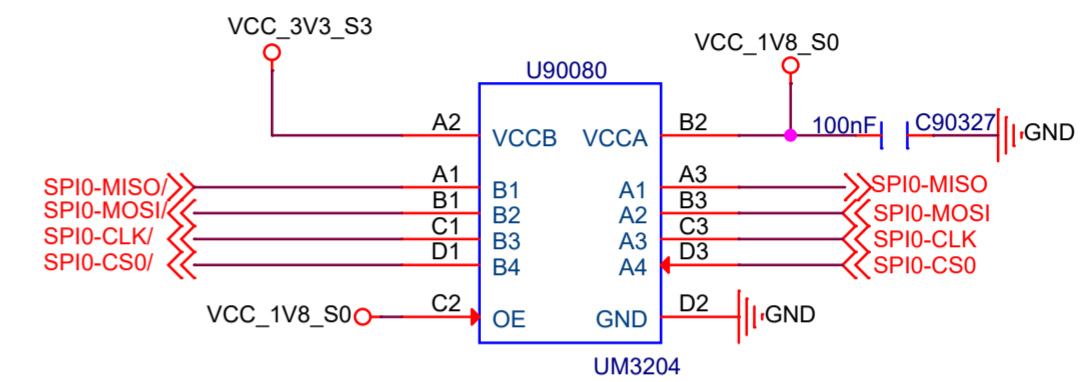 VCC_3V3_S3
VCC_1V8_S0
U90080
A2 VCCB VCCA B2 100nF C90327 GND
SPI0-MISO/ A1 B1 A1 A3 SPI0-MISO
SPI0-MOSI/ B1 B2 A2 B3 SPI0-MOSI
SPI0-CLK/ C1 B3 A3 C3 SPI0-CLK
SPI0-CS0/ D1 B4 A4 D3 SPI0-CS0
VCC_1V8_S0 C2 OE GND D2 GND
UM3204